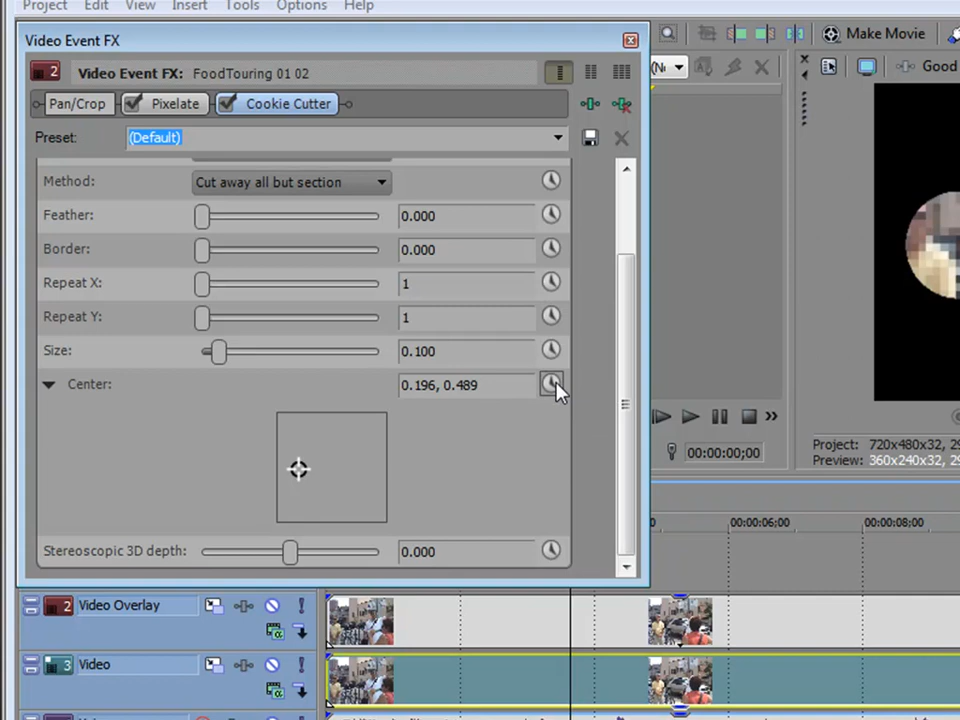 Project Edit View Insert Tools Options Help
Video Event FX
Make Movie
2 Video Event FX: FoodTouring 01 02
Good
Pan/Crop Pixelate Cookie Cutter
Preset: (Default)
Method: Cut away all but section
Feather: 0.000
Border: 0.000
Repeat X: 1
Repeat Y: 1
Size: 0.100
Center: 0.196, 0.489
Stereoscopic 3D depth: 0.000
00:00:00;00
Project: 720x480x32, 29
Preview: 360x240x32, 29
00:00:06;00 00:00:08;00
2 Video Overlay
3 Video